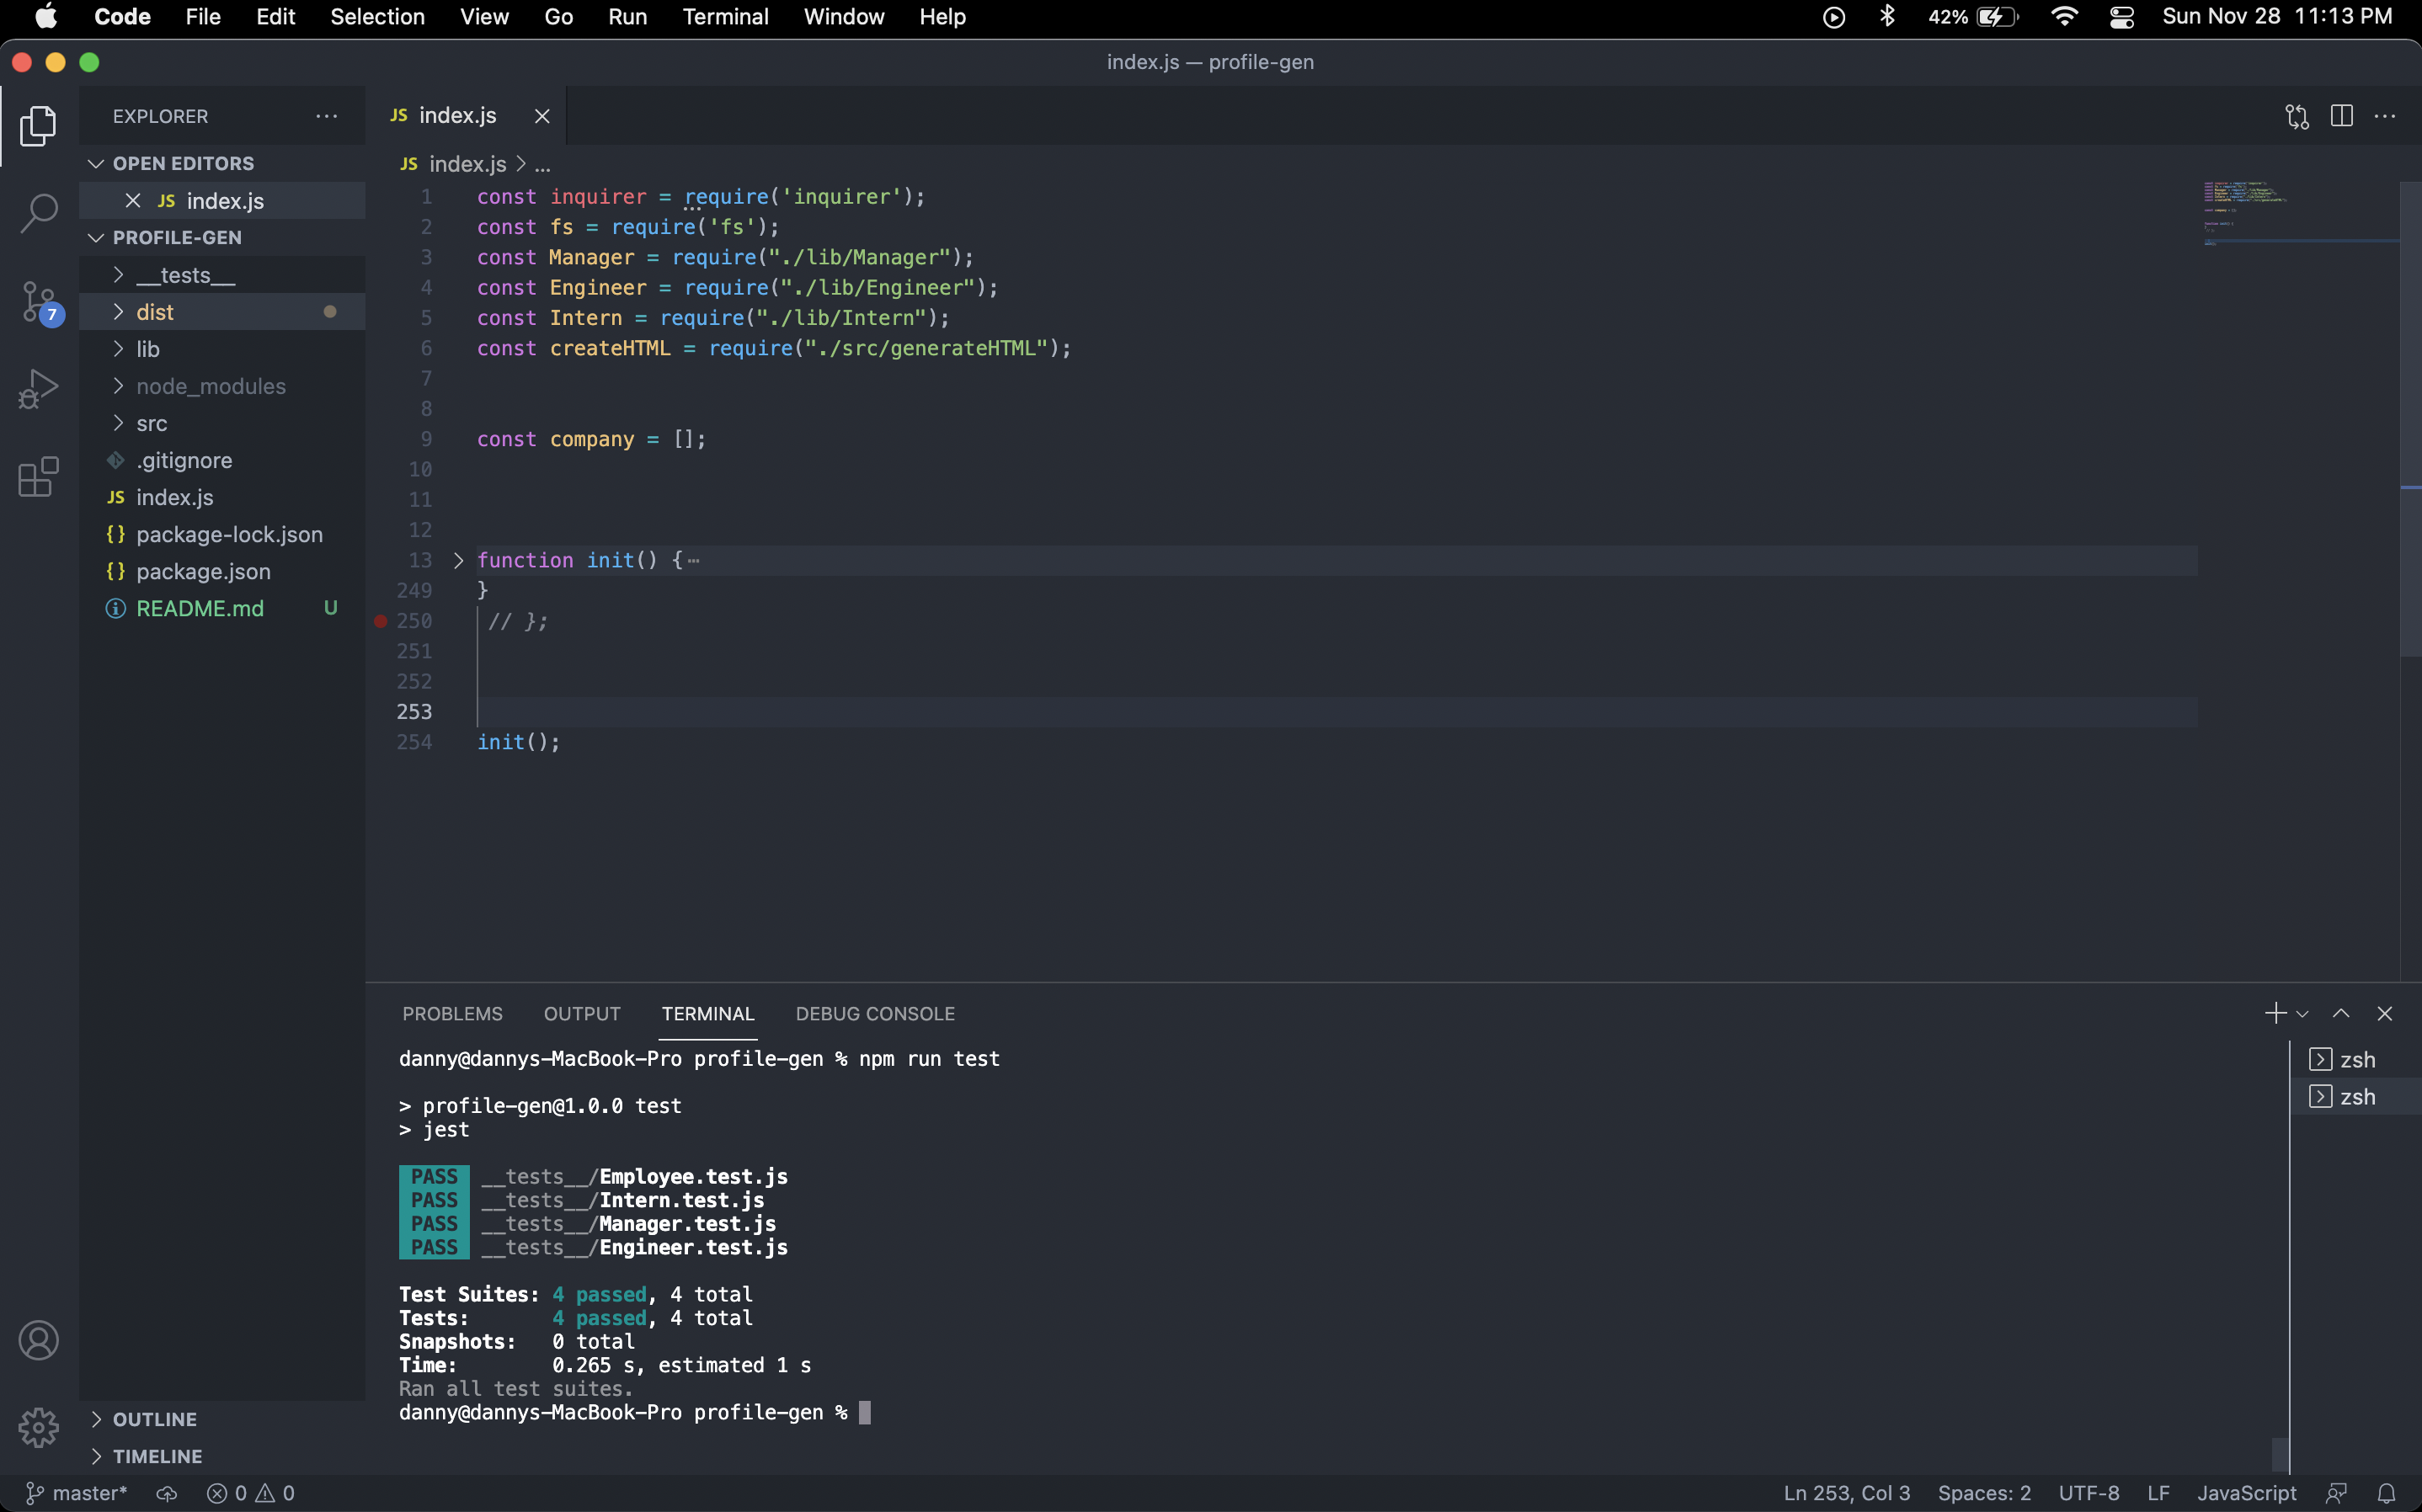 Code File Edit Selection View Go Run Terminal Window Help 42% Sun Nov 28 11:13 PM
index.js — profile-gen
EXPLORER ···
OPEN EDITORS
JS index.js
PROFILE-GEN
__tests__
dist
lib
node_modules
src
.gitignore
JS index.js
{} package-lock.json
{} package.json
README.md U
OUTLINE
TIMELINE
7
JS index.js
JS index.js > ...
1 const inquirer = require('inquirer');
2 const fs = require('fs');
3 const Manager = require("./lib/Manager");
4 const Engineer = require("./lib/Engineer");
5 const Intern = require("./lib/Intern");
6 const createHTML = require("./src/generateHTML");
7
8
9 const company = [];
10
11
12
13 function init() {···
249 }
250 // };
251
252
253
254 init();
PROBLEMS OUTPUT TERMINAL DEBUG CONSOLE
danny@dannys-MacBook-Pro profile-gen % npm run test
> profile-gen@1.0.0 test
> jest
PASS __tests__/Employee.test.js
PASS __tests__/Intern.test.js
PASS __tests__/Manager.test.js
PASS __tests__/Engineer.test.js
Test Suites: 4 passed, 4 total
Tests: 4 passed, 4 total
Snapshots: 0 total
Time: 0.265 s, estimated 1 s
Ran all test suites.
danny@dannys-MacBook-Pro profile-gen %
zsh
zsh
master* 0 0 Ln 253, Col 3 Spaces: 2 UTF-8 LF JavaScript